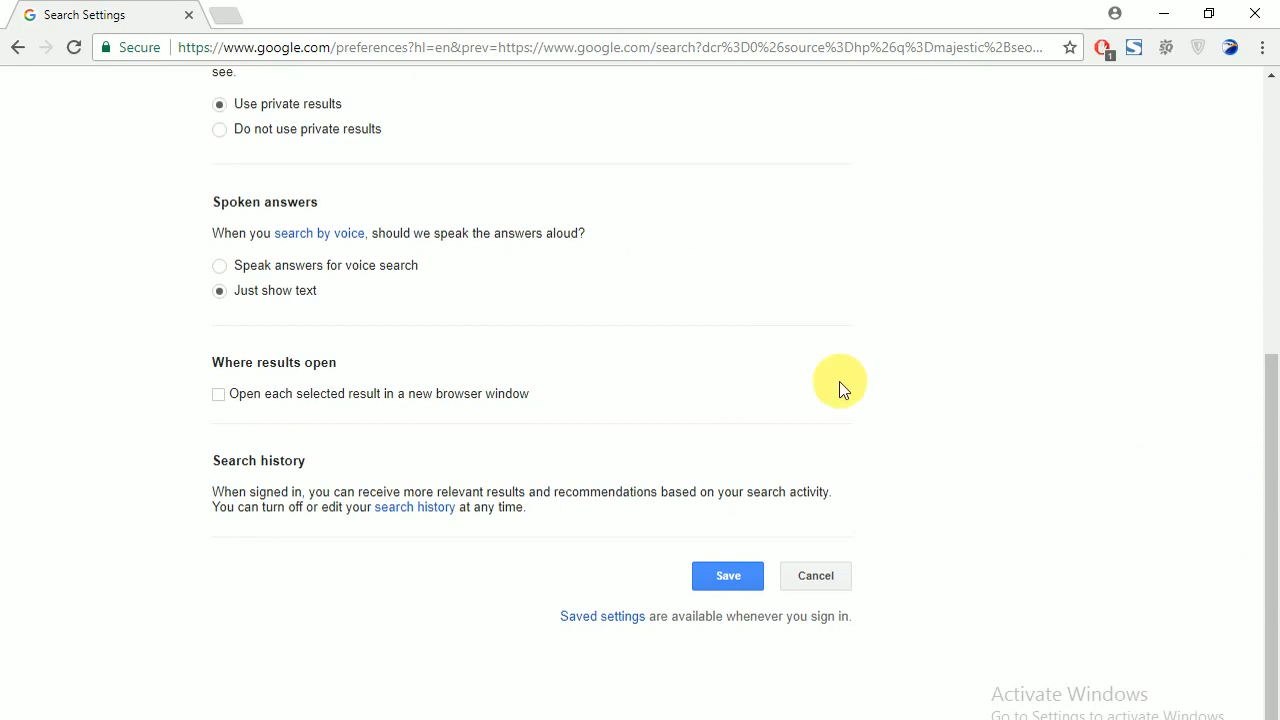 Search Settings
Secure
https://www.google.com/preferences?hl=en&prev=https://www.google.com/search?dcr%3D0%26source%3Dhp%26q%3Dmajestic%2Bseo...
1
see.
Use private results
Do not use private results
Spoken answers
When you search by voice, should we speak the answers aloud?
Speak answers for voice search
Just show text
Where results open
Open each selected result in a new browser window
Search history
When signed in, you can receive more relevant results and recommendations based on your search activity.
You can turn off or edit your search history at any time.
Save
Cancel
Saved settings are available whenever you sign in.
Activate Windows
Go to Settings to activate Windows.